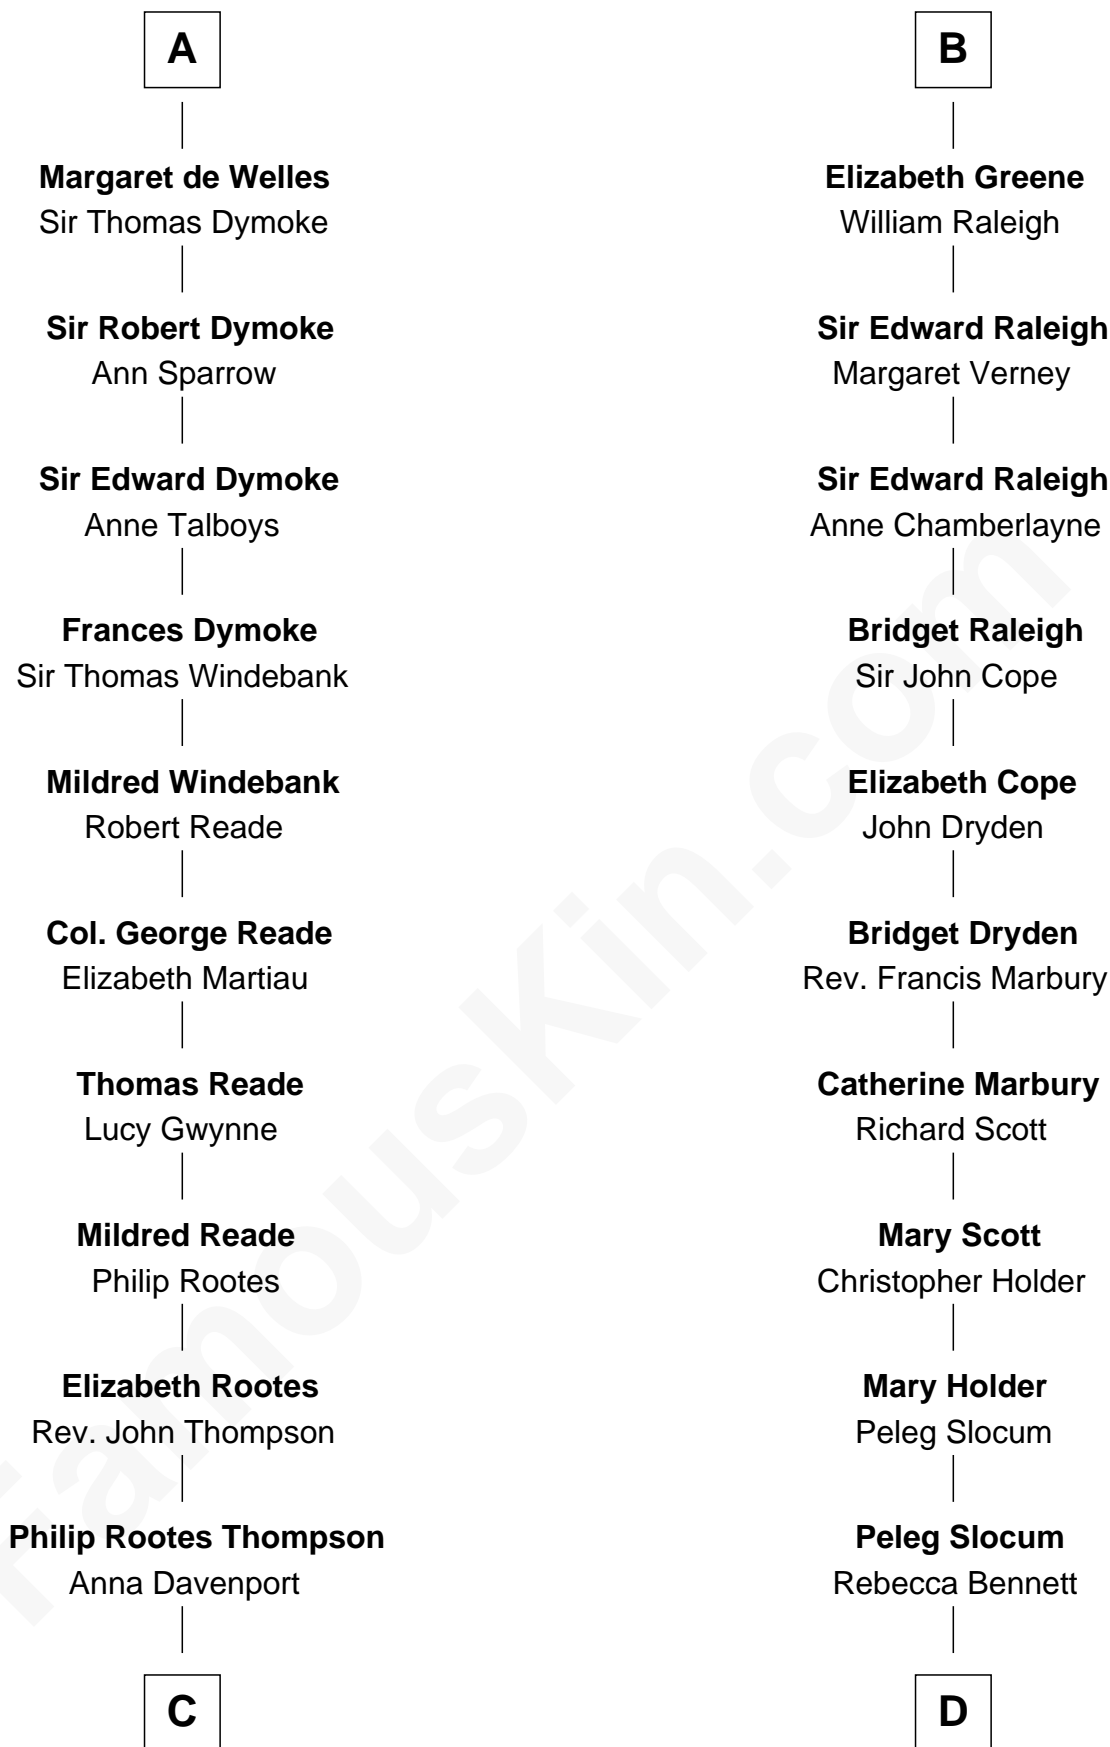 A
Margaret de Welles
Sir Thomas Dymoke
Sir Robert Dymoke
Ann Sparrow
Sir Edward Dymoke
Anne Talboys
Frances Dymoke
Sir Thomas Windebank
Mildred Windebank
Robert Reade
Col. George Reade
Elizabeth Martiau
Thomas Reade
Lucy Gwynne
Mildred Reade
Philip Rootes
Elizabeth Rootes
Rev. John Thompson
Philip Rootes Thompson
Anna Davenport
C
B
Elizabeth Greene
William Raleigh
Sir Edward Raleigh
Margaret Verney
Sir Edward Raleigh
Anne Chamberlayne
Bridget Raleigh
Sir John Cope
Elizabeth Cope
John Dryden
Bridget Dryden
Rev. Francis Marbury
Catherine Marbury
Richard Scott
Mary Scott
Christopher Holder
Mary Holder
Peleg Slocum
Peleg Slocum
Rebecca Bennett
D
FamousKin.com